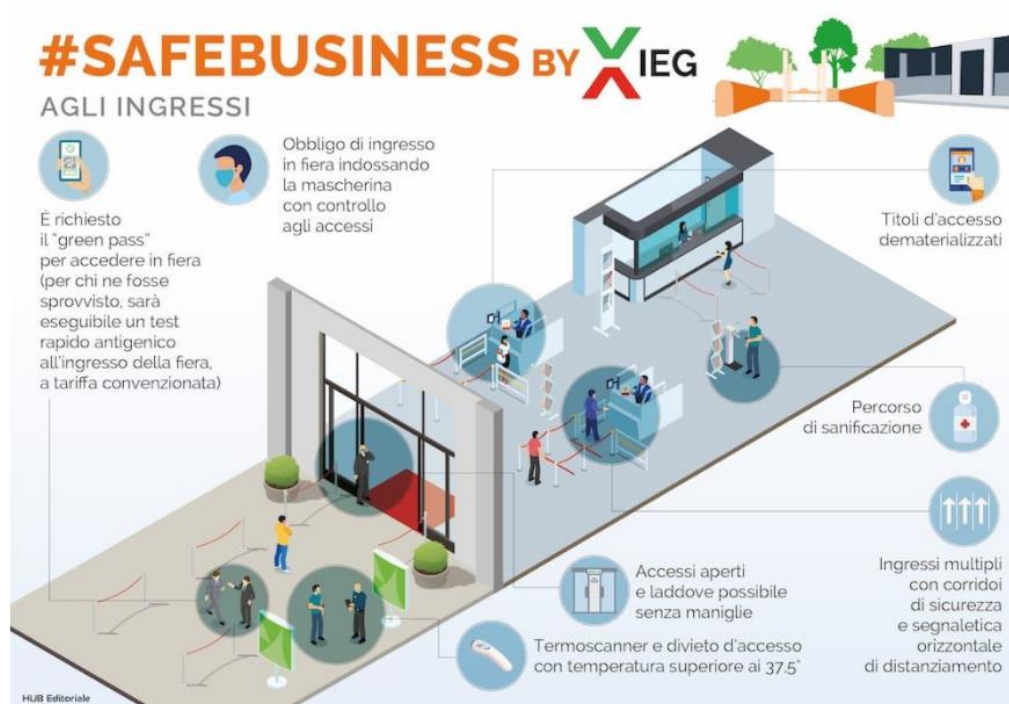 #SAFEBUSINESS BY IEG
AGLI INGRESSI
È richiesto
il "green pass"
per accedere in fiera
(per chi ne fosse
sprovvisto, sarà
eseguibile un test
rapido antigenico
all'ingresso della fiera,
a tariffa convenzionata)
Obbligo di ingresso
in fiera indossando
la mascherina
con controllo
agli accessi
Titoli d'accesso
dematerializzati
Percorso
di sanificazione
Ingressi multipli
con corridoi
di sicurezza
e segnaletica
orizzontale
di distanziamento
Accessi aperti
e laddove possibile
senza maniglie
Termoscanner e divieto d'accesso
con temperatura superiore ai 37,5°
HUB Editoriale